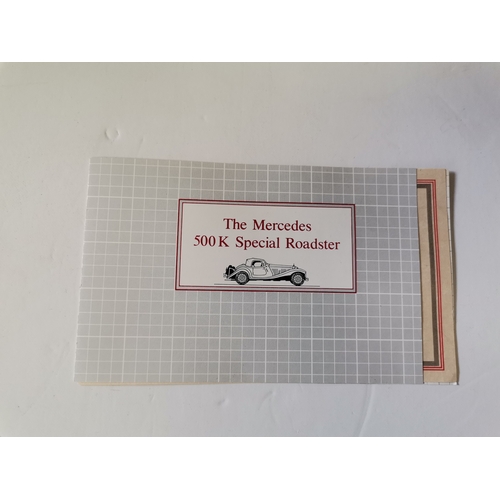 The Mercedes
500K Special Roadster